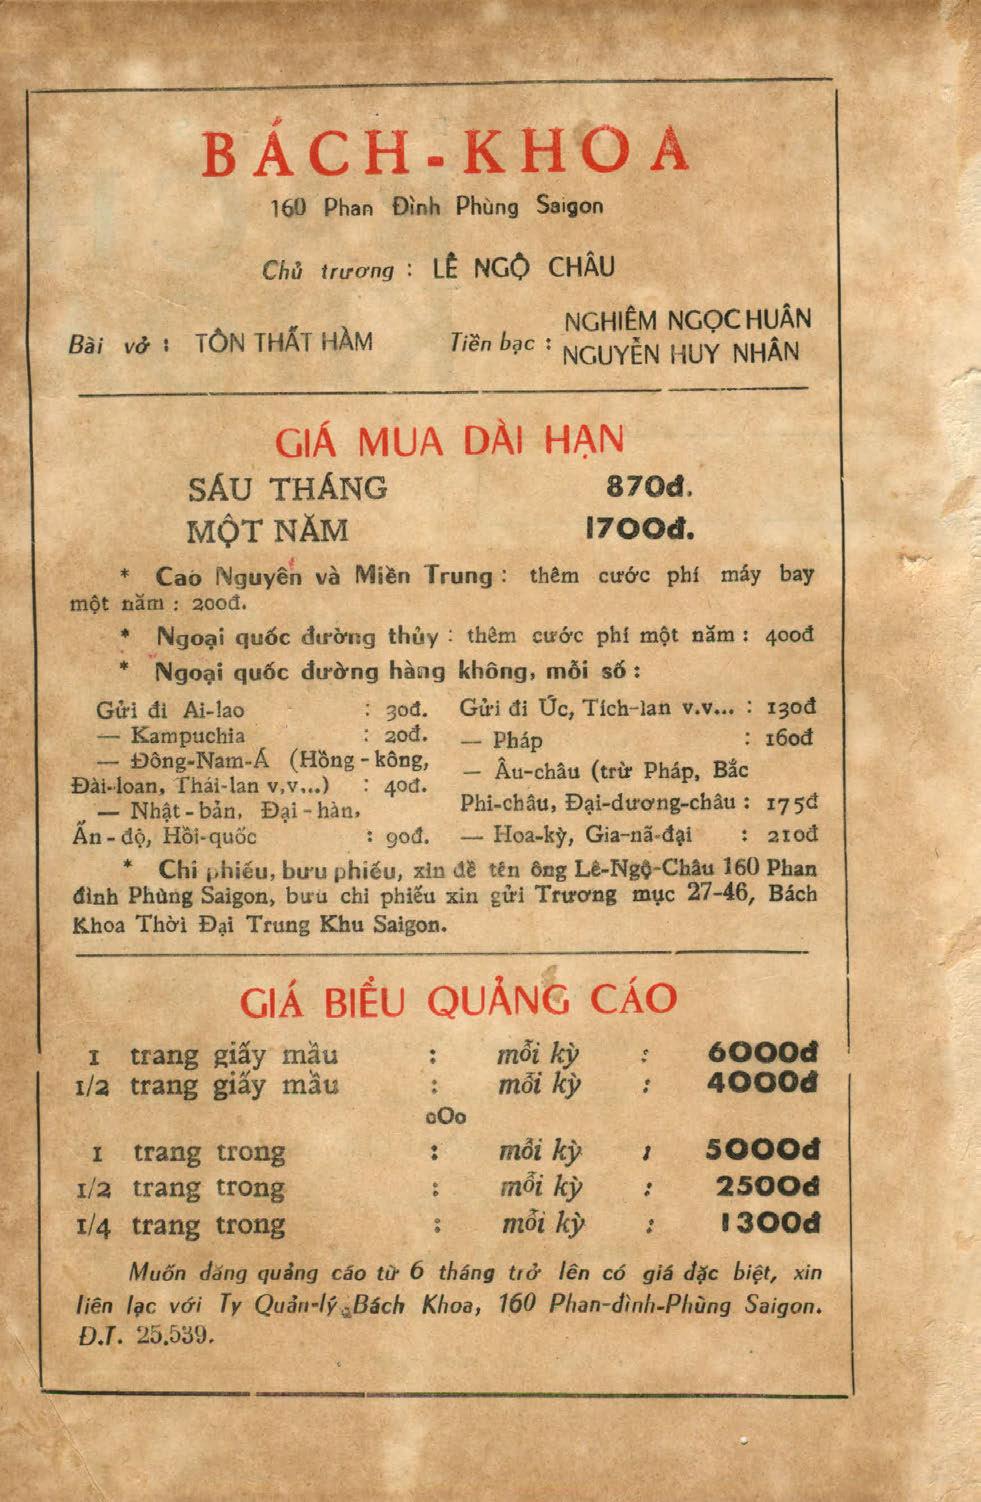 BÁCH-KHOA
160 Phan Đình Phùng Saigon
Chủ trương : LÊ NGỘ CHÂU
Bài vở : TÔN THẤT HÀM
Tiền bạc : NGHIÊM NGỌC HUÂN
NGUYỄN HUY NHÂN
GIÁ MUA DÀI HẠN
SÁU THÁNG 870đ.
MỘT NĂM 1700đ.
* Cao Nguyên và Miền Trung : thêm cước phí máy bay
một năm : 200đ.
* Ngoại quốc đường thủy : thêm cước phí một năm : 400đ
* Ngoại quốc đường hàng không, mỗi số :
Gửi đi Ai-lao : 30đ.
— Kampuchia : 20đ.
— Đông-Nam-Á (Hồng-kông,
Đài-loan, Thái-lan v,v...) : 40đ.
— Nhật-bản, Đại-hàn,
Ấn-độ, Hồi-quốc : 90đ.
Gửi đi Úc, Tích-lan v.v... : 130đ
— Pháp : 160đ
— Âu-châu (trừ Pháp, Bắc
Phi-châu, Đại-dương-châu : 175đ
— Hoa-kỳ, Gia-nã-đại : 210đ
* Chi phiếu, bưu phiếu, xin đề tên ông Lê-Ngộ-Châu 160 Phan
đình Phùng Saigon, bưu chi phiếu xin gửi Trương mục 27-46, Bách
Khoa Thời Đại Trung Khu Saigon.
GIÁ BIỂU QUẢNG CÁO
1 trang giấy mầu : mỗi kỳ : 6000đ
1/2 trang giấy mầu : mỗi kỳ : 4000đ
oOo
1 trang trong : mỗi kỳ : 5000đ
1/2 trang trong : mỗi kỳ : 2500đ
1/4 trang trong : mỗi kỳ : 1300đ
Muốn đăng quảng cáo từ 6 tháng trở lên có giá đặc biệt, xin
liên lạc với Ty Quản-lý Bách Khoa, 160 Phan-đình-Phùng Saigon.
Đ.T. 25.539.